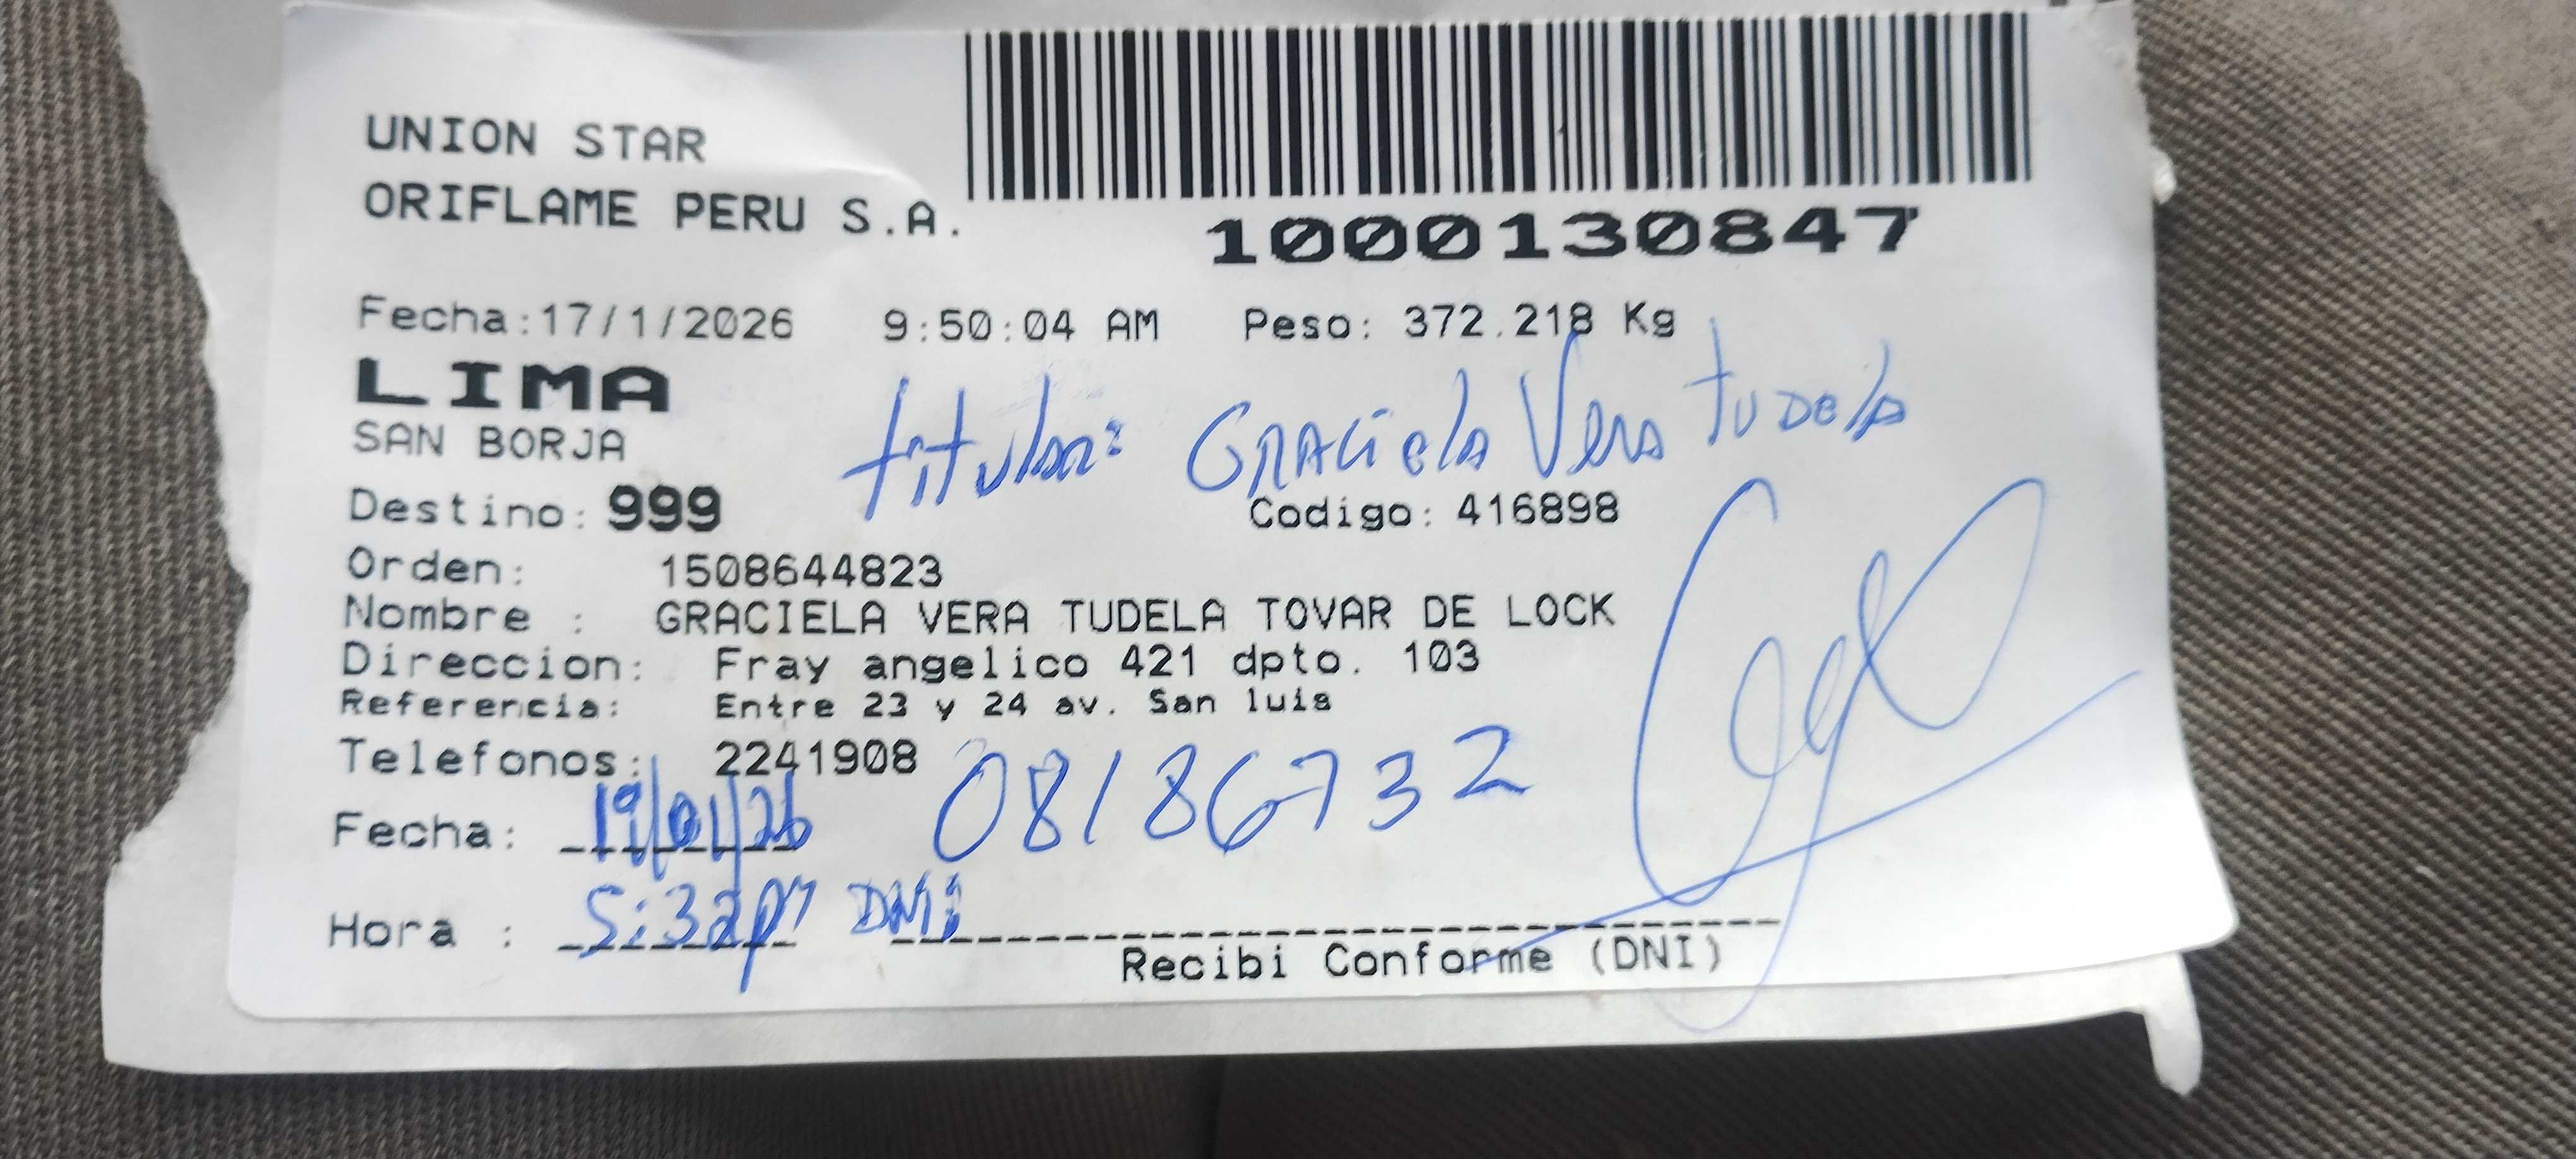 UNION STAR
ORIFLAME PERU S.A.
1000130847
Fecha:17/1/2026 9:50:04 AM Peso: 372.218 Kg
LIMA
SAN BORJA
titular: GRACiela Vera TUDela
Destino: 999 Codigo: 416898
Orden: 1508644823
Nombre : GRACIELA VERA TUDELA TOVAR DE LOCK
Direccion: Fray angelico 421 dpto. 103
Referencia: Entre 23 y 24 av. San luis
Telefonos: 2241908
08186732
Fecha: 19/01/26
Hora : DNI
Recibi Conforme (DNI)